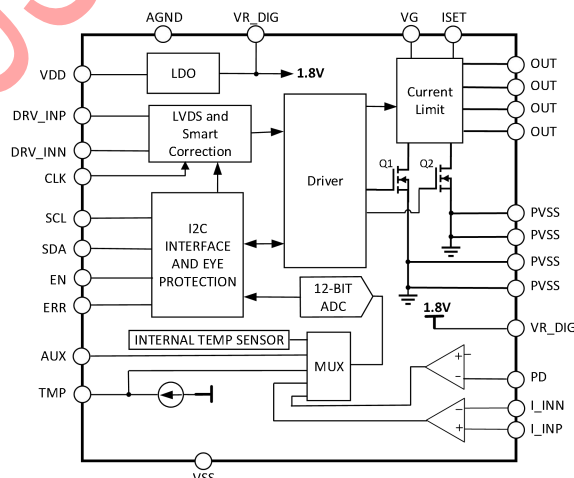 AGND VR_DIG VG ISET
VDD LDO 1.8V
OUT
OUT
OUT
OUT
Current
Limit
DRV_INP
DRV_INN
CLK
LVDS and
Smart
Correction
Driver
Q1 Q2
SCL
SDA
EN
ERR
I2C
INTERFACE
AND EYE
PROTECTION
PVSS
PVSS
PVSS
PVSS
12-BIT
ADC
1.8V
VR_DIG
INTERNAL TEMP SENSOR
MUX
AUX
TMP
+ −
−
PD
−
+
I_INN
I_INP
VSS